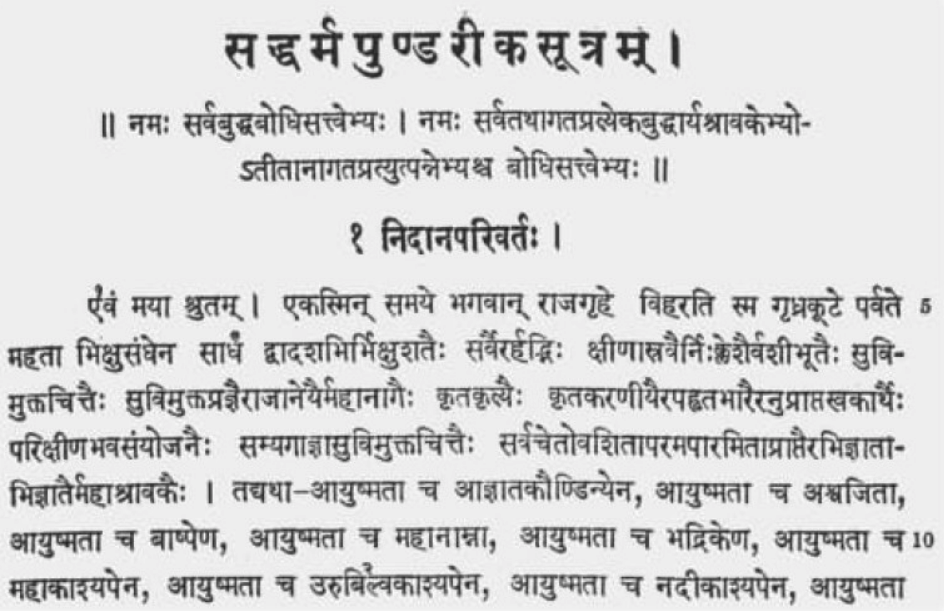 सद्धर्मपुण्डरीकसूत्रम् ।
॥ नमः सर्वबुद्धबोधिसत्त्वेभ्यः । नमः सर्वतथागतप्रत्येकबुद्धार्यश्रावकेभ्यो-
ऽतीतानागतप्रत्युत्पन्नेभ्यश्च बोधिसत्त्वेभ्यः ॥
१ निदानपरिवर्तः ।
एवं मया श्रुतम् । एकस्मिन् समये भगवान् राजगृहे विहरति स्म गृध्रकूटे पर्वते 5
महता भिक्षुसंघेन सार्धं द्वादशभिर्भिक्षुशतैः सर्वैरर्हद्भिः क्षीणास्रवैर्निःक्लेशैर्वशीभूतैः सुवि-
मुक्तचित्तैः सुविमुक्तप्रज्ञैराजानेयैर्महानागैः कृतकृत्यैः कृतकरणीयैरपहृतभारैरनुप्राप्तस्वकार्थैः
परिक्षीणभवसंयोजनैः सम्यगाज्ञासुविमुक्तचित्तैः सर्वचेतोवशितापरमपारमिताप्राप्तैरभिज्ञाता-
भिज्ञातैर्महाश्रावकैः । तद्यथा-आयुष्मता च आज्ञातकौण्डिन्येन, आयुष्मता च अश्वजिता,
आयुष्मता च बाष्पेण, आयुष्मता च महानाम्ना, आयुष्मता च भद्रिकेण, आयुष्मता च 10
महाकाश्यपेन, आयुष्मता च उरुबिल्वकाश्यपेन, आयुष्मता च नदीकाश्यपेन, आयुष्मता